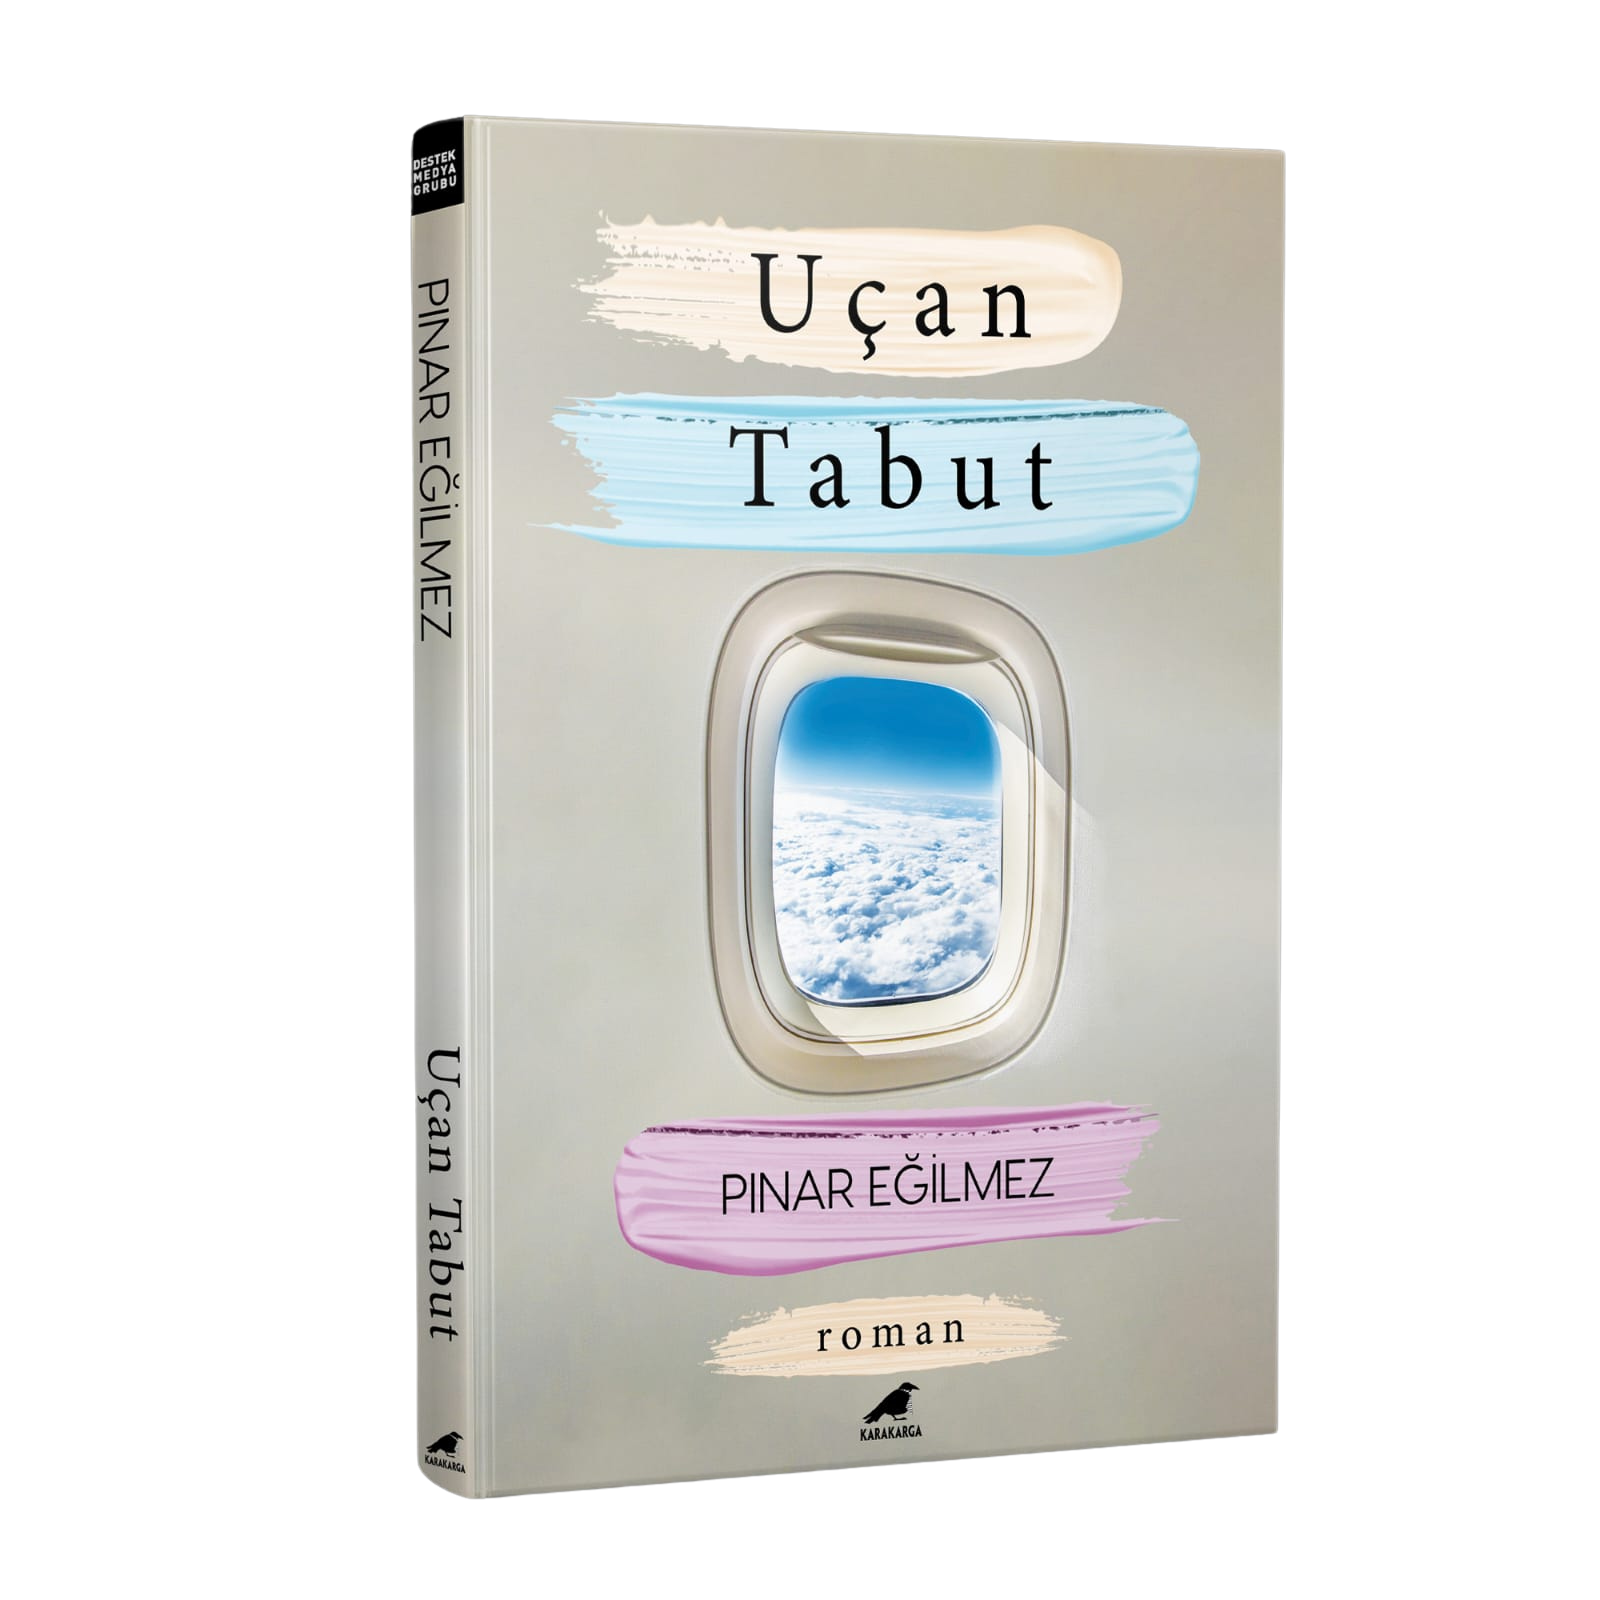 DESTEK
MEDYA
GRUBU
PINAR EĞİLMEZ
Uçan Tabut
KARAKARGA
Uçan
Tabut
PINAR EĞİLMEZ
roman
KARAKARGA